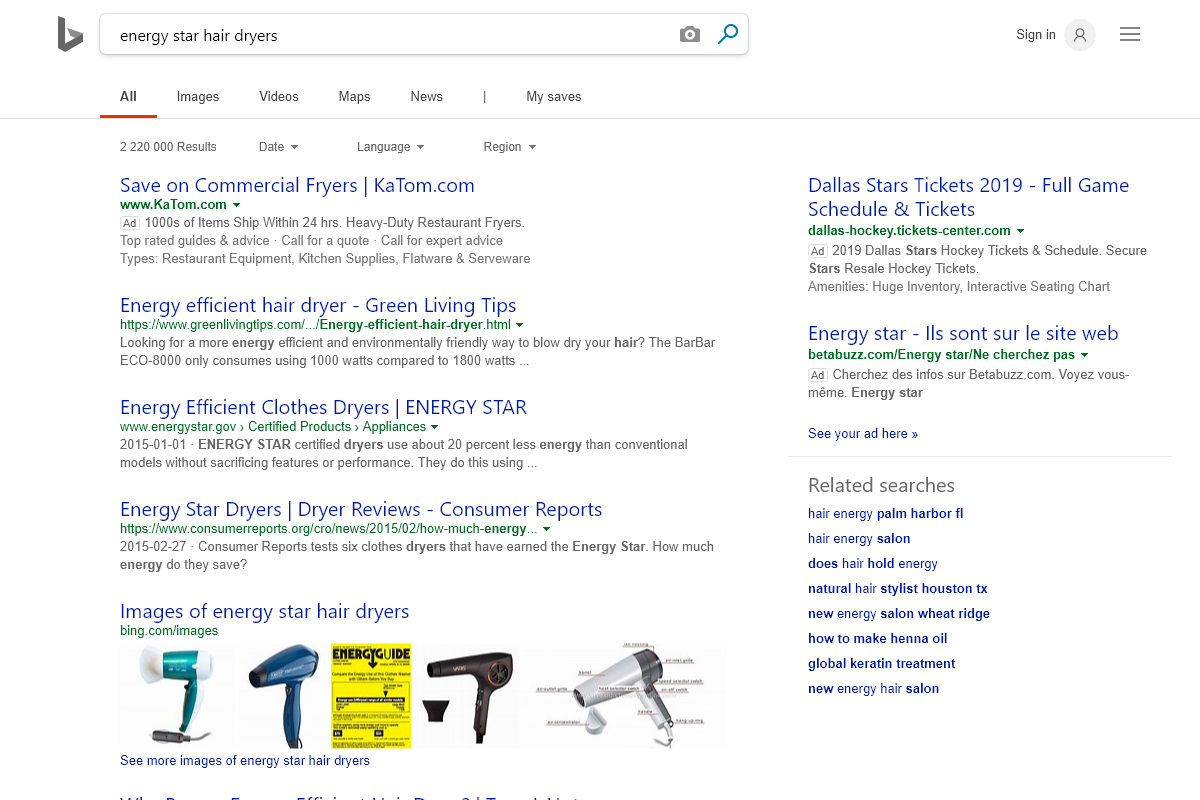 energy star hair dryers
Sign in
All
Images
Videos
Maps
News
|
My saves
2 220 000 Results
Date
Language
Region
Save on Commercial Fryers | KaTom.com
www.KaTom.com
Ad 1000s of Items Ship Within 24 hrs. Heavy-Duty Restaurant Fryers.
Top rated guides & advice · Call for a quote · Call for expert advice
Types: Restaurant Equipment, Kitchen Supplies, Flatware & Serveware
Energy efficient hair dryer - Green Living Tips
https://www.greenlivingtips.com/.../Energy-efficient-hair-dryer.html
Looking for a more energy efficient and environmentally friendly way to blow dry your hair? The BarBar
ECO-8000 only consumes using 1000 watts compared to 1800 watts ...
Energy Efficient Clothes Dryers | ENERGY STAR
www.energystar.gov › Certified Products › Appliances
2015-01-01 · ENERGY STAR certified dryers use about 20 percent less energy than conventional
models without sacrificing features or performance. They do this using ...
Energy Star Dryers | Dryer Reviews - Consumer Reports
https://www.consumerreports.org/cro/news/2015/02/how-much-energy...
2015-02-27 · Consumer Reports tests six clothes dryers that have earned the Energy Star. How much
energy do they save?
Images of energy star hair dryers
bing.com/images
ENERGYGUIDE
See more images of energy star hair dryers
Dallas Stars Tickets 2019 - Full Game
Schedule & Tickets
dallas-hockey.tickets-center.com
Ad 2019 Dallas Stars Hockey Tickets & Schedule. Secure
Stars Resale Hockey Tickets.
Amenities: Huge Inventory, Interactive Seating Chart
Energy star - Ils sont sur le site web
betabuzz.com/Energy star/Ne cherchez pas
Ad Cherchez des infos sur Betabuzz.com. Voyez vous-
même. Energy star
See your ad here »
Related searches
hair energy palm harbor fl
hair energy salon
does hair hold energy
natural hair stylist houston tx
new energy salon wheat ridge
how to make henna oil
global keratin treatment
new energy hair salon